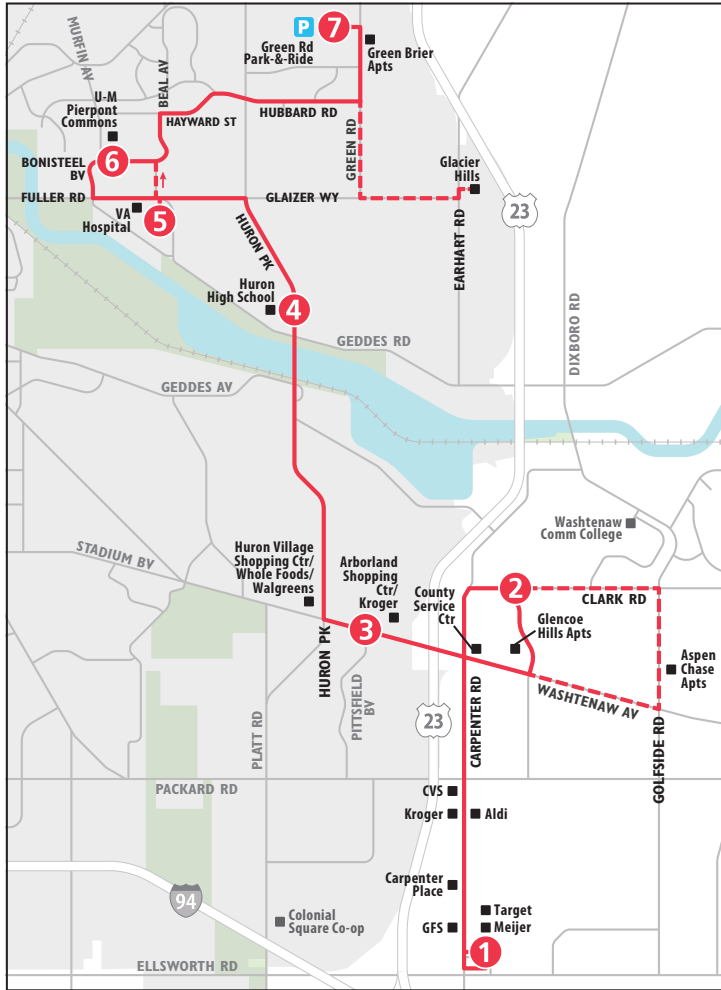 MURFIN AV
BEAL AV
P
7
Green Rd
Park-&-Ride
Green Brier
Apts
U-M
Pierpont
Commons
HAYWARD ST
HUBBARD RD
GREEN RD
BONISTEEL
BV
6
Glacier
Hills
FULLER RD
GLAIZER WY
23
VA
Hospital
5
HURON PK
EARHART RD
Huron
High School
4
GEDDES RD
DIXBORO RD
GEDDES AV
Washtenaw
Comm College
STADIUM BV
Huron Village
Shopping Ctr/
Whole Foods/
Walgreens
Arborland
Shopping
Ctr/
Kroger
County
Service
Ctr
2
CLARK RD
Glencoe
Hills Apts
3
HURON PK
Aspen
Chase
Apts
PLATT RD
PITTSFIELD
BV
23
CARPENTER RD
WASHTENAW AV
GOLFSIDE RD
PACKARD RD
CVS
Kroger
Aldi
Carpenter
Place
94
Colonial
Square Co-op
Target
GFS
Meijer
1
ELLSWORTH RD